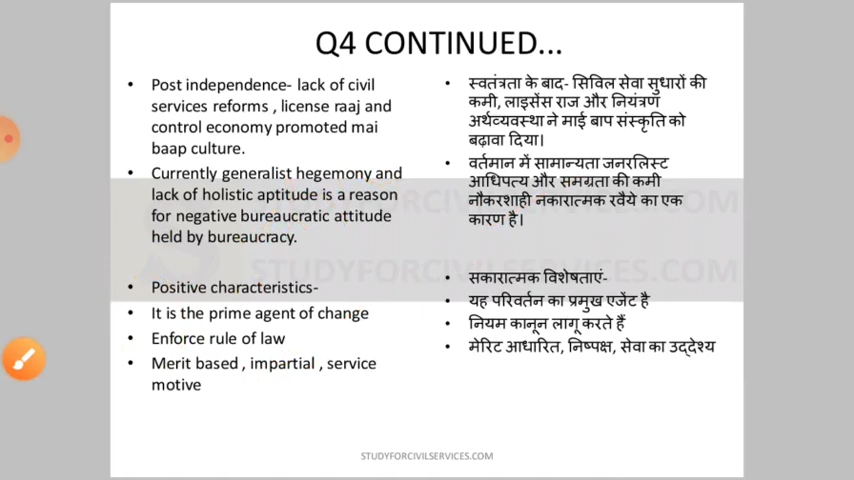 Q4 CONTINUED...
• Post independence- lack of civil
services reforms , license raaj and
control economy promoted mai
baap culture.
• Currently generalist hegemony and
lack of holistic aptitude is a reason
for negative bureaucratic attitude
held by bureaucracy.
• Positive characteristics-
• It is the prime agent of change
• Enforce rule of law
• Merit based , impartial , service
motive
• स्वतंत्रता के बाद- सिविल सेवा सुधारों की
कमी, लाइसेंस राज और नियंत्रण
अर्थव्यवस्था ने माई बाप संस्कृति को
बढ़ावा दिया।
• वर्तमान में सामान्यता जनरलिस्ट
आधिपत्य और समग्रता की कमी
नौकरशाही नकारात्मक रवैये का एक
कारण है।
• सकारात्मक विशेषताएं-
• यह परिवर्तन का प्रमुख एजेंट है
• नियम कानून लागू करते हैं
• मेरिट आधारित, निष्पक्ष, सेवा का उद्देश्य
STUDYFORCIVILSERVICES.COM
STUDYFORCIVILSERVICES.COM
STUDYFORCIVILSERVICES.COM